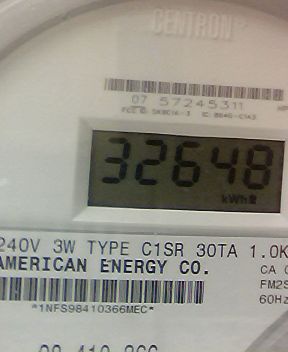 CENTRON®
07 57245311
32648
kWh
240V 3W TYPE C1SR 30TA 1.0K
AMERICAN ENERGY CO.
CA
FM2S
60Hz
*1NFS98410366MEC*